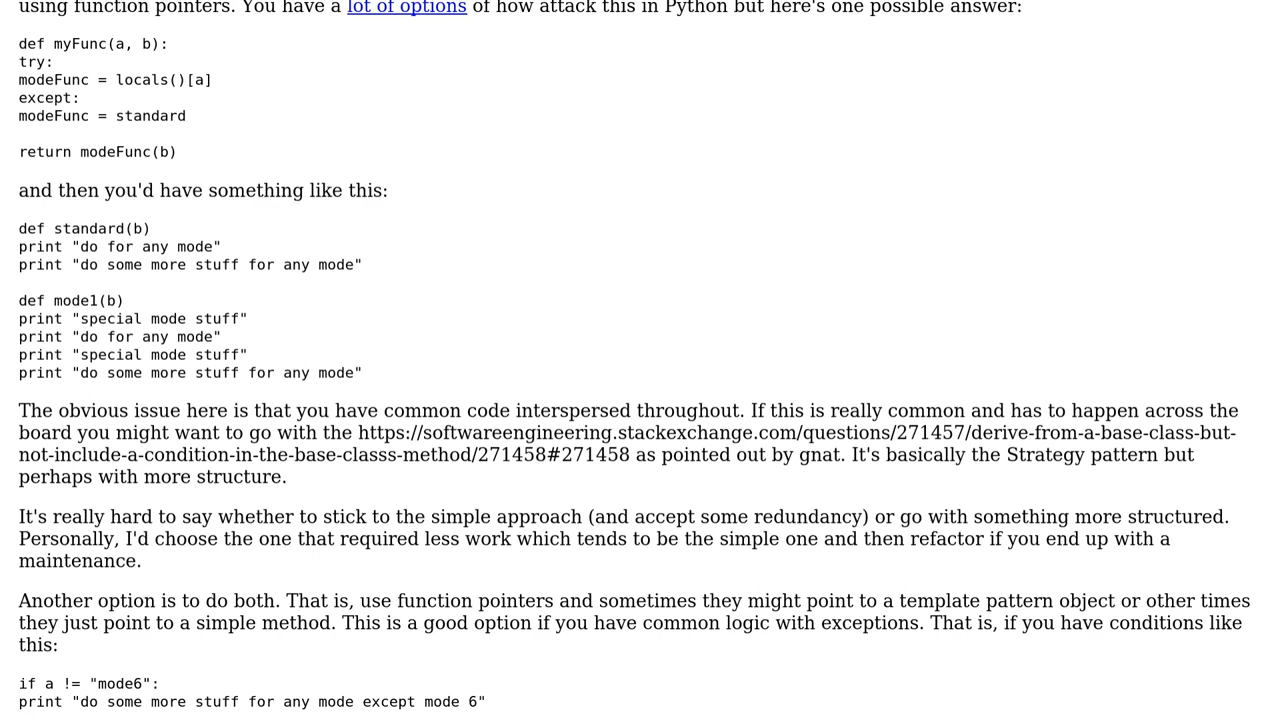 using function pointers. You have a lot of options of how attack this in Python but here's one possible answer:
def myFunc(a, b):
try:
modeFunc = locals()[a]
except:
modeFunc = standard
return modeFunc(b)
and then you'd have something like this:
def standard(b)
print "do for any mode"
print "do some more stuff for any mode"
def mode1(b)
print "special mode stuff"
print "do for any mode"
print "special mode stuff"
print "do some more stuff for any mode"
The obvious issue here is that you have common code interspersed throughout. If this is really common and has to happen across the
board you might want to go with the https://softwareengineering.stackexchange.com/questions/271457/derive-from-a-base-class-but-
not-include-a-condition-in-the-base-classs-method/271458#271458 as pointed out by gnat. It's basically the Strategy pattern but
perhaps with more structure.
It's really hard to say whether to stick to the simple approach (and accept some redundancy) or go with something more structured.
Personally, I'd choose the one that required less work which tends to be the simple one and then refactor if you end up with a
maintenance.
Another option is to do both. That is, use function pointers and sometimes they might point to a template pattern object or other times
they just point to a simple method. This is a good option if you have common logic with exceptions. That is, if you have conditions like
this:
if a != "mode6":
print "do some more stuff for any mode except mode 6"